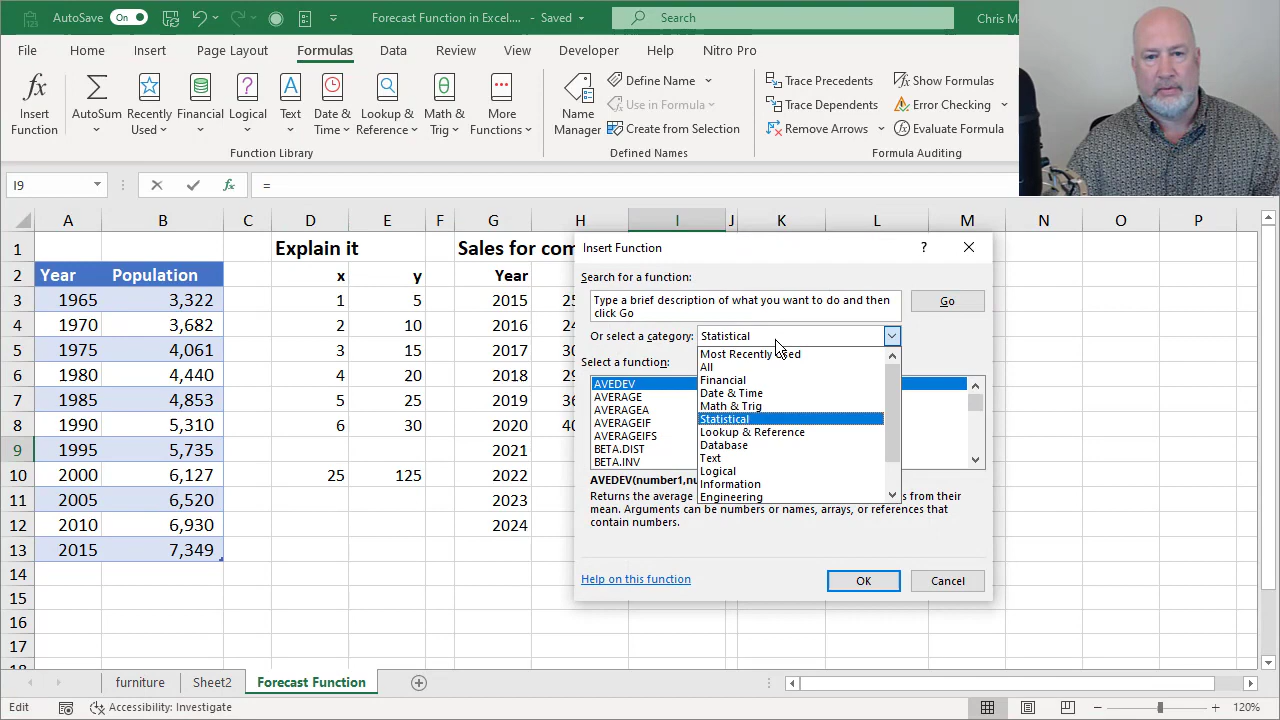 AutoSave On Forecast Function in Excel.... - Saved Search Chris M
File Home Insert Page Layout Formulas Data Review View Developer Help Nitro Pro
Insert Function
AutoSum
Recently Used
Financial
Logical
Text
Date & Time
Lookup & Reference
Math & Trig
More Functions
Function Library
Name Manager
Define Name
Use in Formula
Create from Selection
Defined Names
Trace Precedents
Trace Dependents
Remove Arrows
Show Formulas
Error Checking
Evaluate Formula
Formula Auditing
I9 fx =
A B C D E F G H I J K L M N O P
1 Explain it Sales for com
2 Year Population x y Year
3 1965 3,322 1 5 2015 25
4 1970 3,682 2 10 2016 24
5 1975 4,061 3 15 2017 30
6 1980 4,440 4 20 2018 29
7 1985 4,853 5 25 2019 36
8 1990 5,310 6 30 2020 40
9 1995 5,735 2021
10 2000 6,127 25 125 2022
11 2005 6,520 2023
12 2010 6,930 2024
13 2015 7,349
14
15
16
17
18
Insert Function ?
Search for a function:
Type a brief description of what you want to do and then
click Go
Go
Or select a category: Statistical
Most Recently Used
All
Financial
Date & Time
Math & Trig
Statistical
Lookup & Reference
Database
Text
Logical
Information
Engineering
Select a function:
AVEDEV
AVERAGE
AVERAGEA
AVERAGEIF
AVERAGEIFS
BETA.DIST
BETA.INV
AVEDEV(number1,nu
Returns the average s from their
mean. Arguments can be numbers or names, arrays, or references that
contain numbers.
Help on this function
OK Cancel
furniture Sheet2 Forecast Function
Edit Accessibility: Investigate 120%